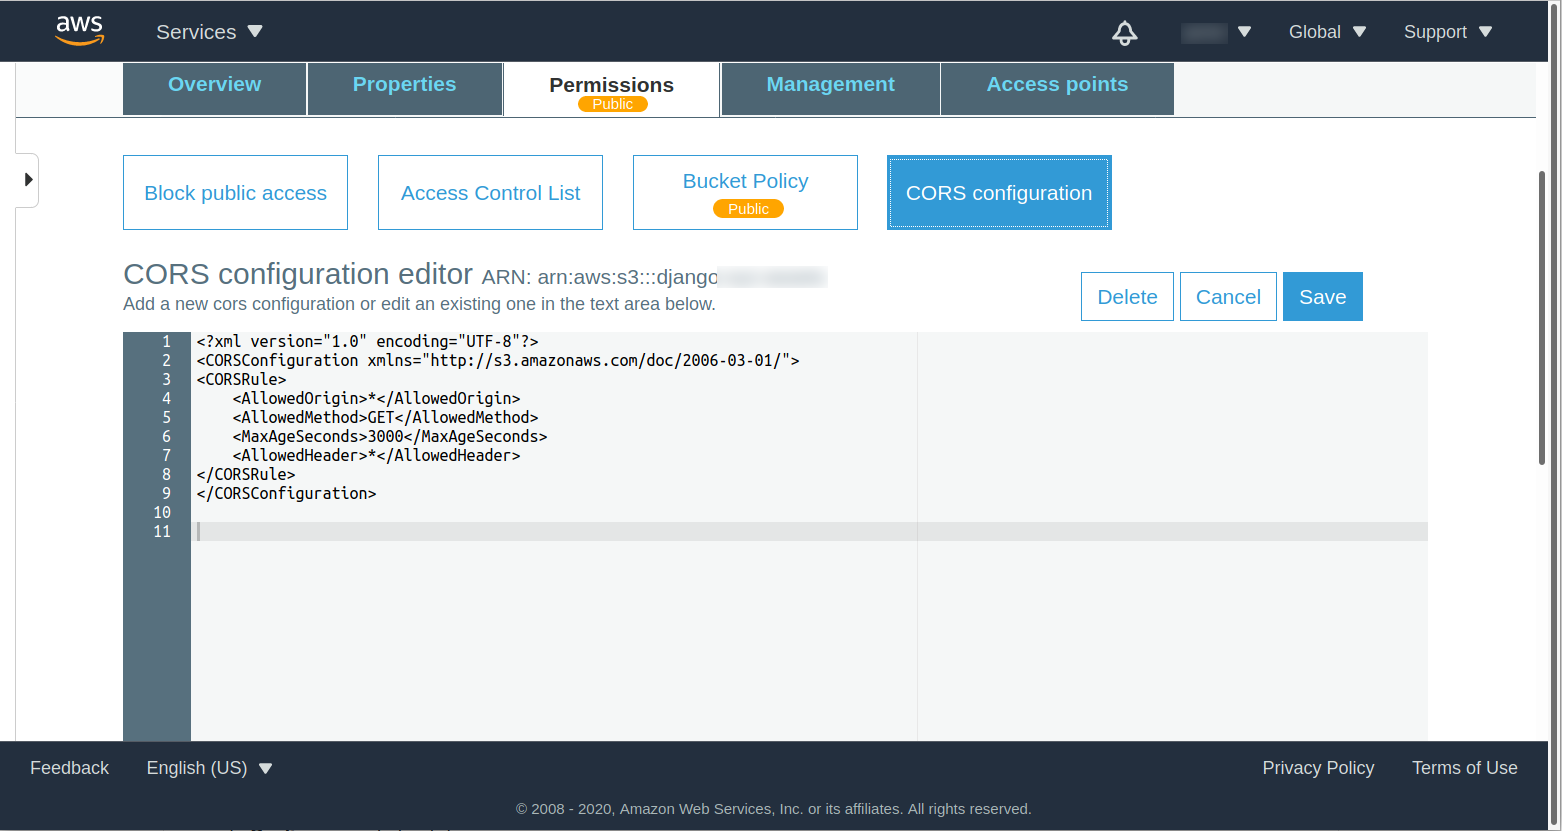 aws Services Global Support
Overview Properties Permissions Management Access points
Public
Block public access Access Control List Bucket Policy CORS configuration
Public
CORS configuration editor ARN: arn:aws:s3:::django
Add a new cors configuration or edit an existing one in the text area below.
Delete Cancel Save
1 <?xml version="1.0" encoding="UTF-8"?>
2 <CORSConfiguration xmlns="http://s3.amazonaws.com/doc/2006-03-01/">
3 <CORSRule>
4     <AllowedOrigin>*</AllowedOrigin>
5     <AllowedMethod>GET</AllowedMethod>
6     <MaxAgeSeconds>3000</MaxAgeSeconds>
7     <AllowedHeader>*</AllowedHeader>
8 </CORSRule>
9 </CORSConfiguration>
10
11
Feedback English (US) Privacy Policy Terms of Use
© 2008 - 2020, Amazon Web Services, Inc. or its affiliates. All rights reserved.